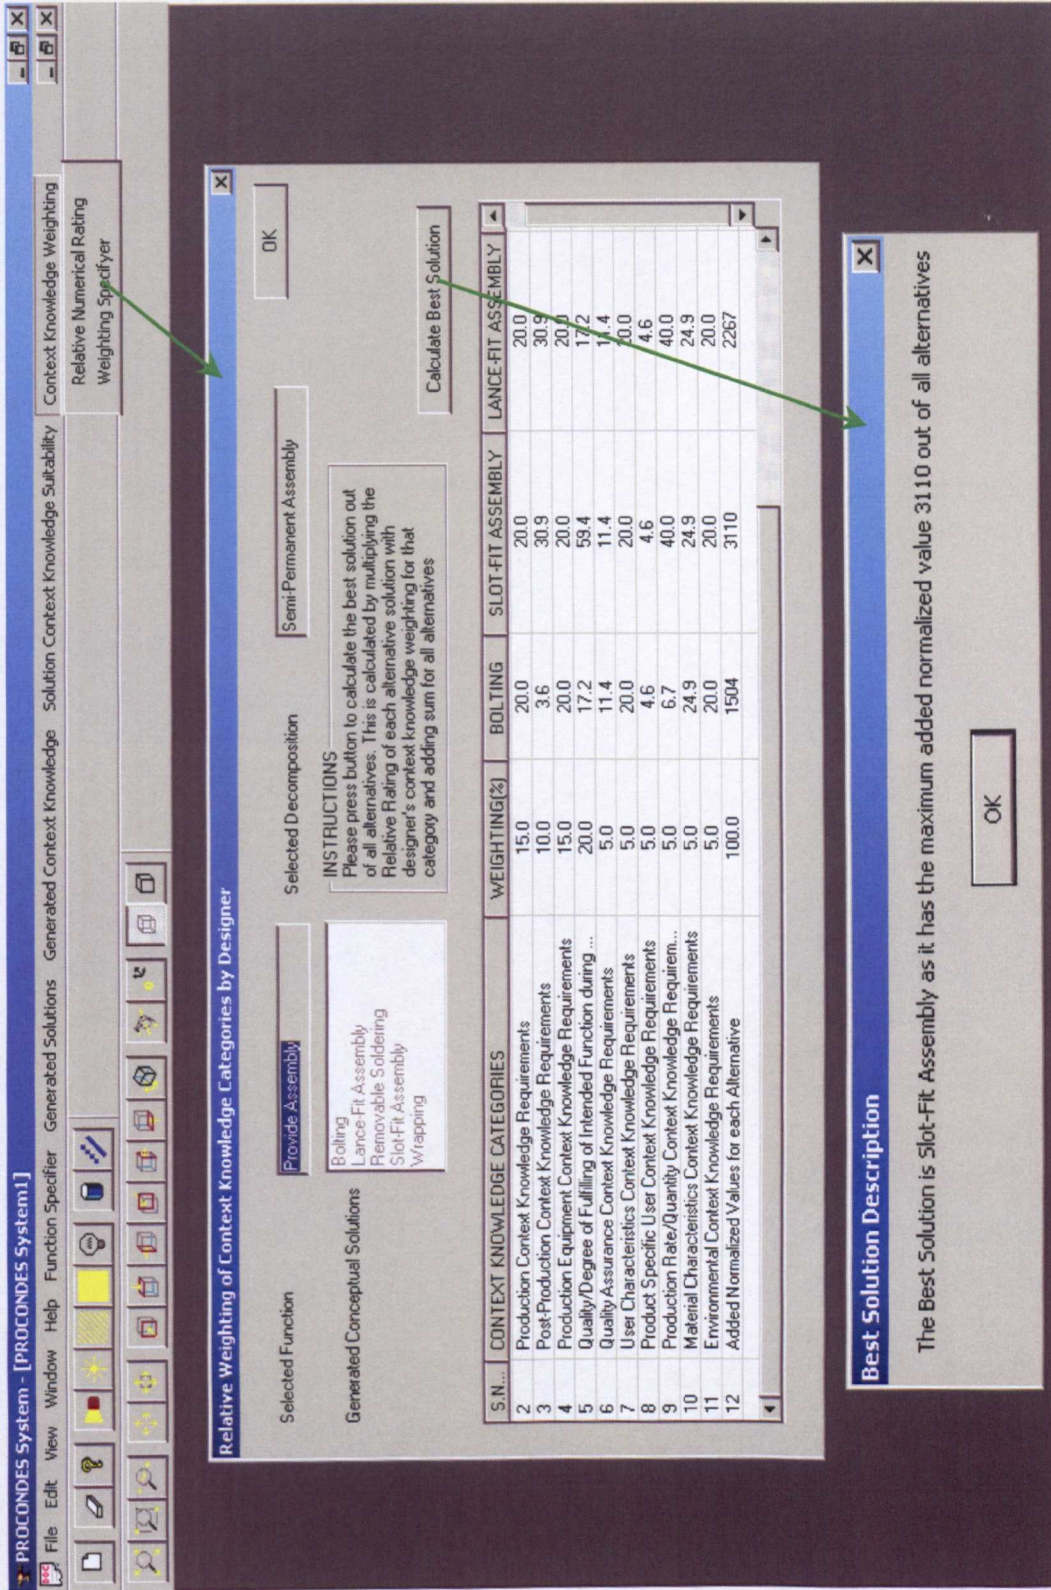 PROCONDES System - [PROCONDES System1]
File Edit View Window Help Function Specifier Generated Solutions Generated Context Knowledge Solution Context Knowledge Suitability Context Knowledge Weighting
Relative Numerical Rating
Weighting Specifyer
Relative Weighting of Context Knowledge Categories by Designer
Selected Function Provide Assembly Selected Decomposition Semi-Permanent Assembly OK
Generated Conceptual Solutions
Bolting
Lance-Fit Assembly
Removable Soldering
Slot-Fit Assembly
Wrapping
INSTRUCTIONS
Please press button to calculate the best solution out
of all alternatives. This is calculated by multiplying the
Relative Rating of each alternative solution with
designer's context knowledge weighting for that
category and adding sum for all alternatives
Calculate Best Solution
S.N... CONTEXT KNOWLEDGE CATEGORIES WEIGHTING(%) BOLTING SLOT-FIT ASSEMBLY LANCE-FIT ASSEMBLY
2 Production Context Knowledge Requirements 15.0 20.0 20.0 20.0
3 Post-Production Context Knowledge Requirements 10.0 3.6 30.9 30.9
4 Production Equipment Context Knowledge Requirements 15.0 20.0 20.0 20.0
5 Quality/Degree of Fulfilling of Intended Function during ... 20.0 17.2 59.4 17.2
6 Quality Assurance Context Knowledge Requirements 5.0 11.4 11.4 11.4
7 User Characteristics Context Knowledge Requirements 5.0 20.0 20.0 20.0
8 Product Specific User Context Knowledge Requirements 5.0 4.6 4.6 4.6
9 Production Rate/Quantity Context Knowledge Requirem... 5.0 6.7 40.0 40.0
10 Material Characteristics Context Knowledge Requirements 5.0 24.9 24.9 24.9
11 Environmental Context Knowledge Requirements 5.0 20.0 20.0 20.0
12 Added Normalized Values for each Alternative 100.0 1504 3110 2267
Best Solution Description
The Best Solution is Slot-Fit Assembly as it has the maximum added normalized value 3110 out of all alternatives
OK